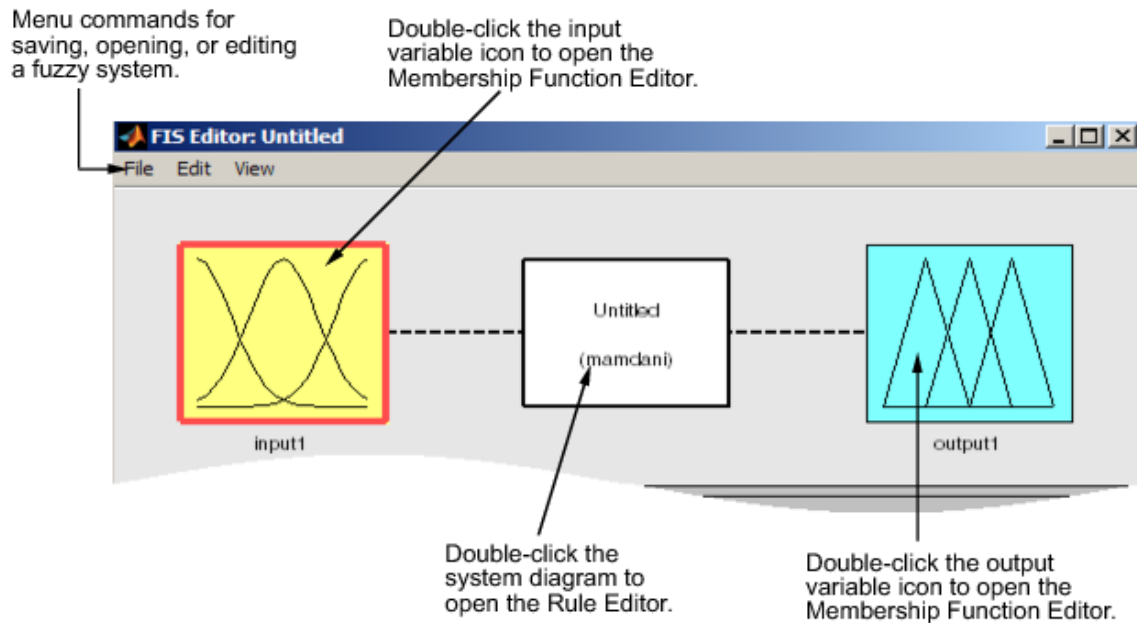 Menu commands for
saving, opening, or editing
a fuzzy system.
Double-click the input
variable icon to open the
Membership Function Editor.
FIS Editor: Untitled
File Edit View
Untitled
(mamdani)
input1
output1
Double-click the
system diagram to
open the Rule Editor.
Double-click the output
variable icon to open the
Membership Function Editor.